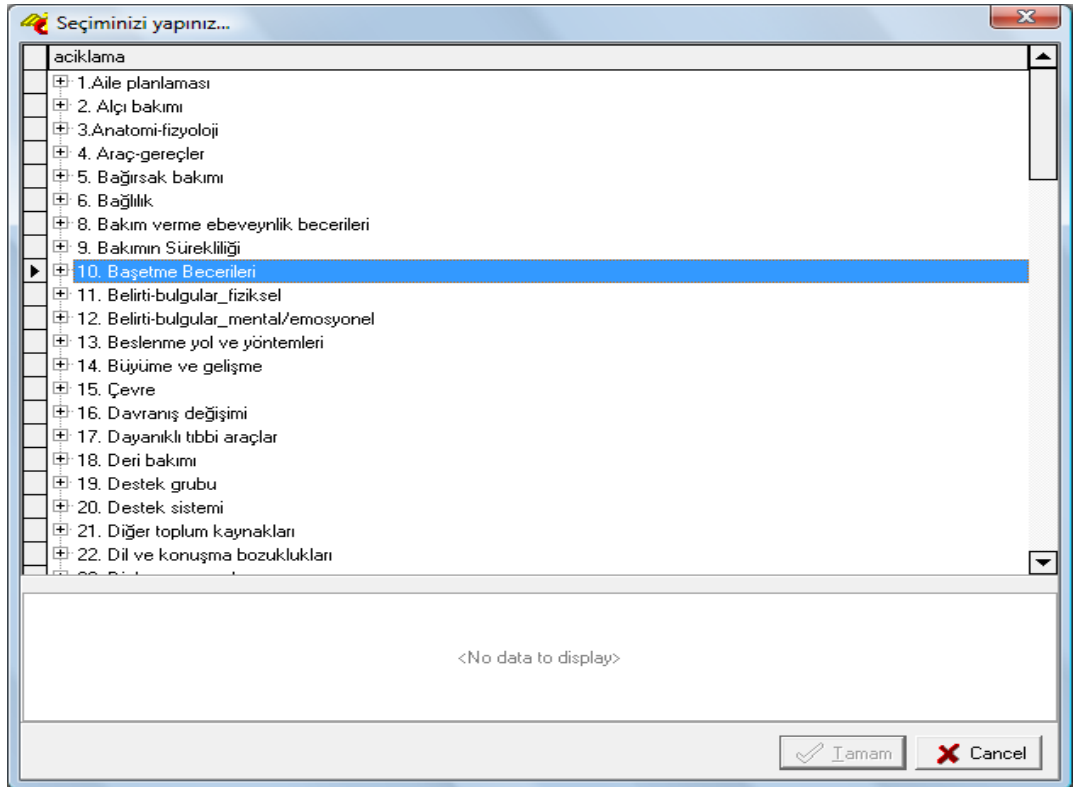 Seçiminizi yapınız...
aciklama
1.Aile planlaması
2. Alçı bakımı
3.Anatomi-fizyoloji
4. Araç-gereçler
5. Bağırsak bakımı
6. Bağlılık
8. Bakım verme ebeveynlik becerileri
9. Bakımın Sürekliliği
10. Başetme Becerileri
11. Belirti-bulgular_fiziksel
12. Belirti-bulgular_mental/emosyonel
13. Beslenme yol ve yöntemleri
14. Büyüme ve gelişme
15. Çevre
16. Davranış değişimi
17. Dayanıklı tıbbi araçlar
18. Deri bakımı
19. Destek grubu
20. Destek sistemi
21. Diğer toplum kaynakları
22. Dil ve konuşma bozuklukları
<No data to display>
Tamam
Cancel